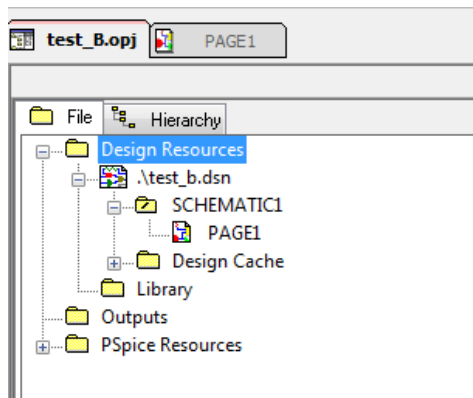 test_B.opj PAGE1
File Hierarchy
Design Resources
.\test_b.dsn
SCHEMATIC1
PAGE1
Design Cache
Library
Outputs
PSpice Resources